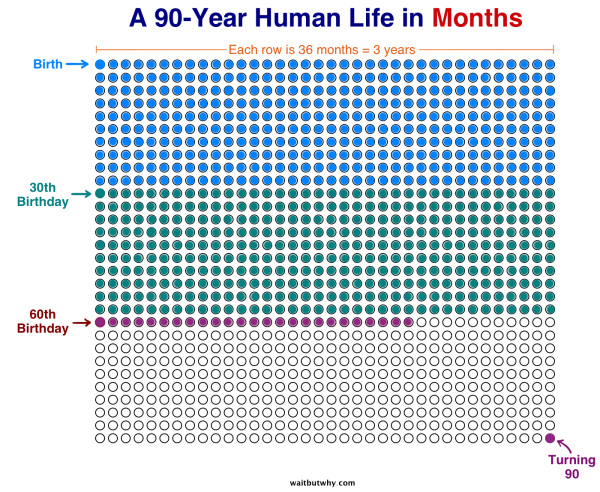 A 90-Year Human Life in Months
Each row is 36 months = 3 years
Birth
30th
Birthday
60th
Birthday
Turning
90
waitbutwhy.com